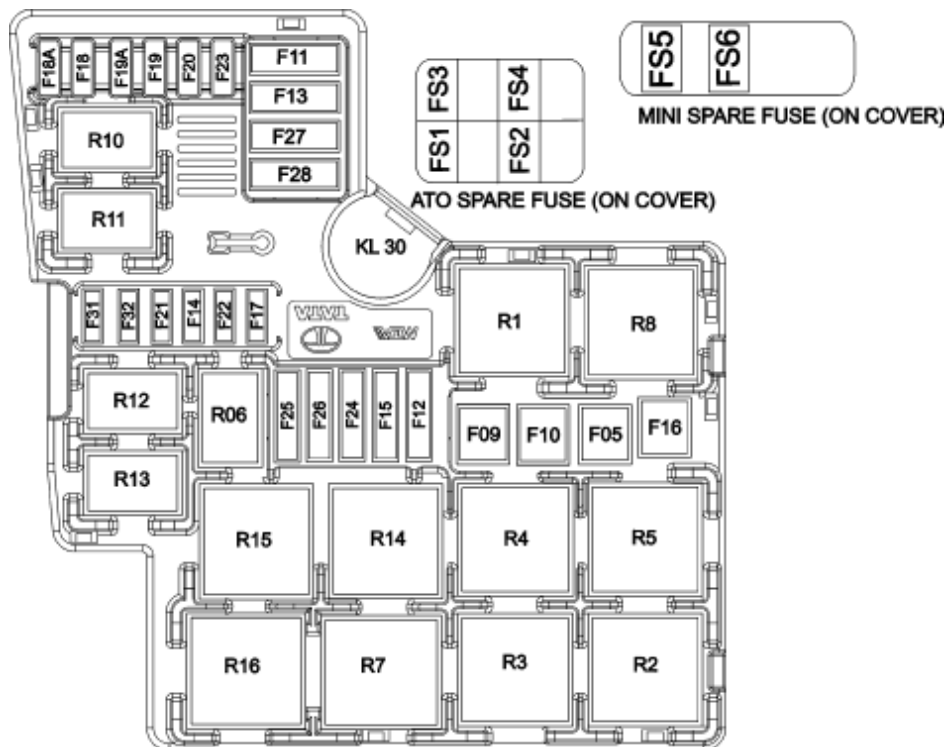 F18A F18 F19A F19 F20 F23
F11
F13
F27
F28
R10
R11
KL 30
FS3 FS4
FS1 FS2
ATO SPARE FUSE (ON COVER)
FS5 FS6
MINI SPARE FUSE (ON COVER)
F31 F32 F21 F14 F22 F17
TATA
R1 R8
R12
R06
R13
F25 F26 F24 F15 F12
F09 F10 F05 F16
R15 R14 R4 R5
R16 R7 R3 R2